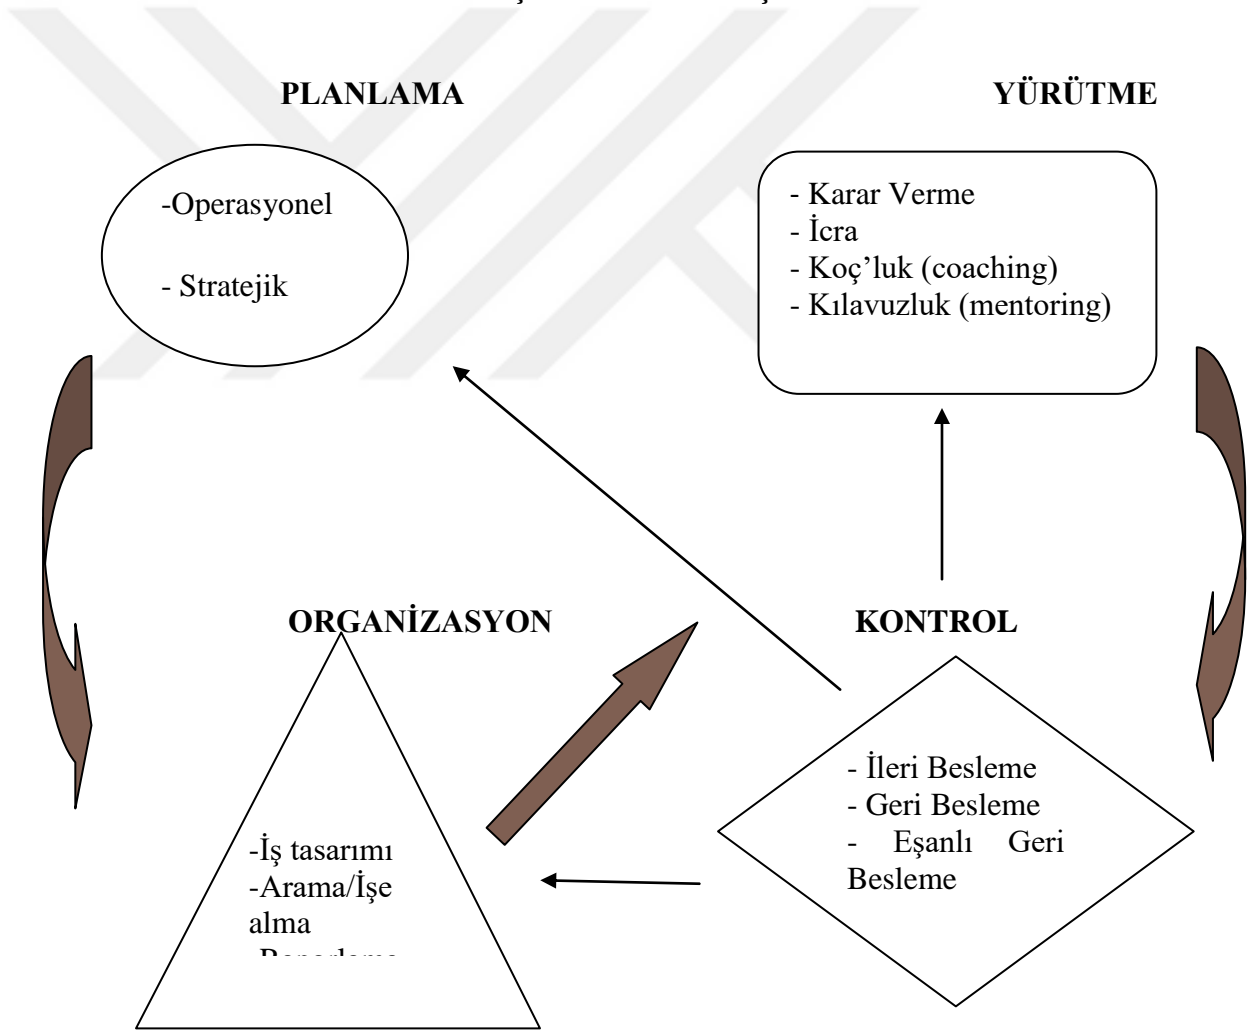 PLANLAMA
YÜRÜTME
-Operasyonel
- Stratejik
- Karar Verme
- İcra
- Koç’luk (coaching)
- Kılavuzluk (mentoring)
ORGANİZASYON
KONTROL
-İş tasarımı
-Arama/İşe
alma
- İleri Besleme
- Geri Besleme
- Eşanlı Geri
Besleme